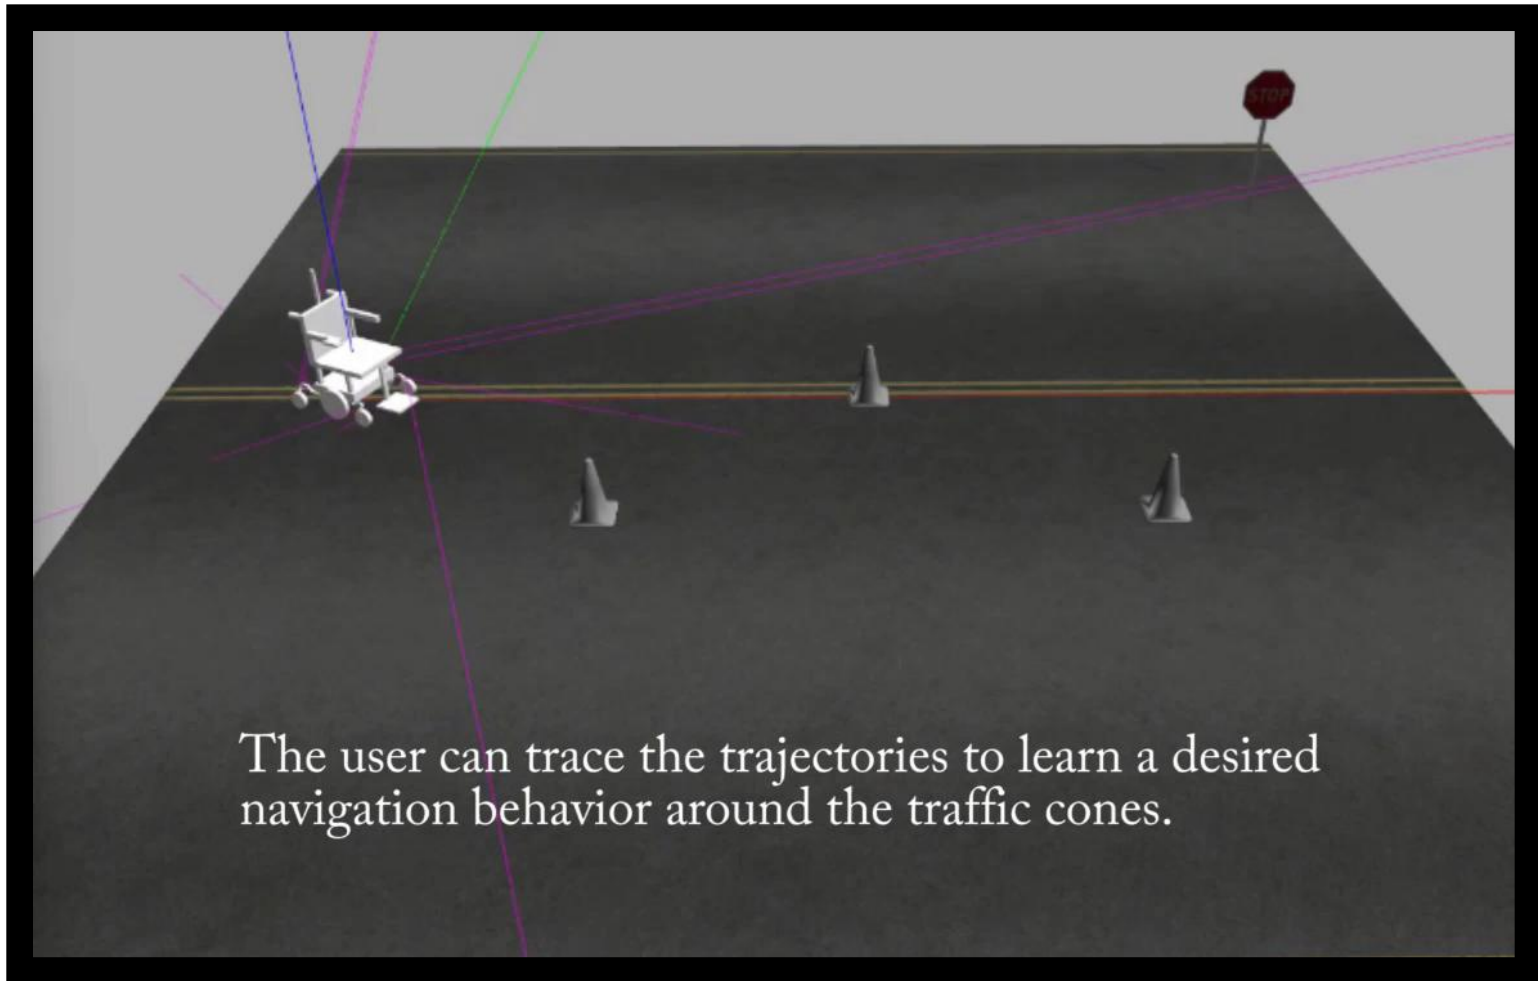 STOP
The user can trace the trajectories to learn a desired
navigation behavior around the traffic cones.